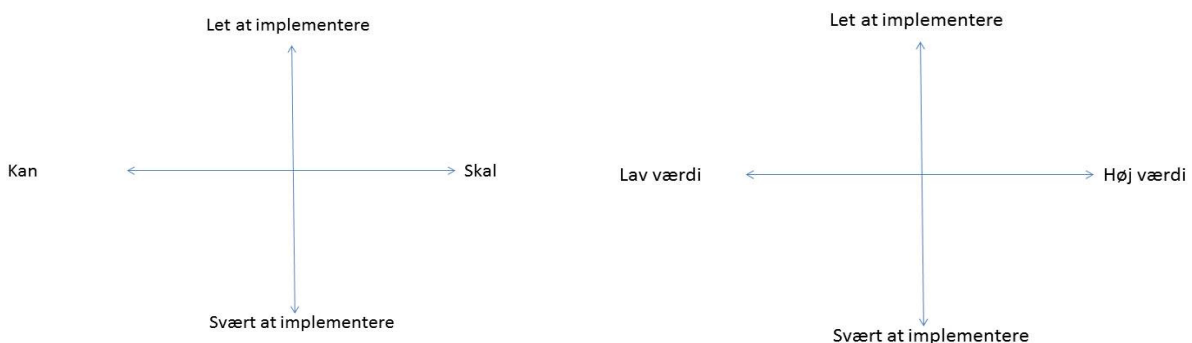 Let at implementere
Kan
Skal
Svært at implementere
Let at implementere
Lav værdi
Høj værdi
Svært at implementere